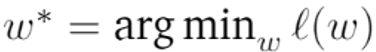 w* = arg min_w ℓ(w)